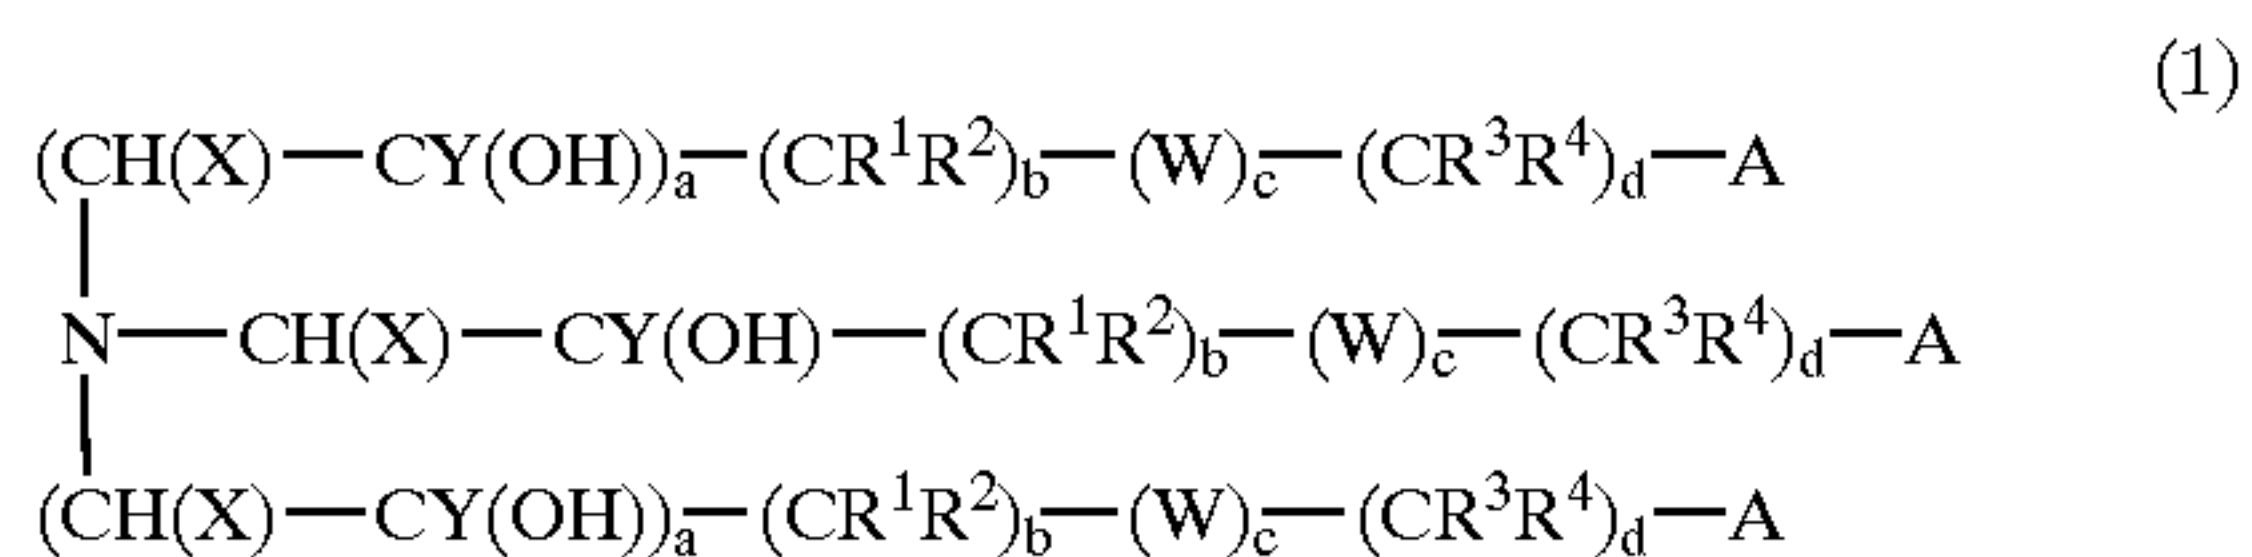 (1)
(CH(X)—CY(OH))a—(CR¹R²)b—(W)c—(CR³R⁴)d—A
N—CH(X)—CY(OH)—(CR¹R²)b—(W)c—(CR³R⁴)d—A
(CH(X)—CY(OH))a—(CR¹R²)b—(W)c—(CR³R⁴)d—A